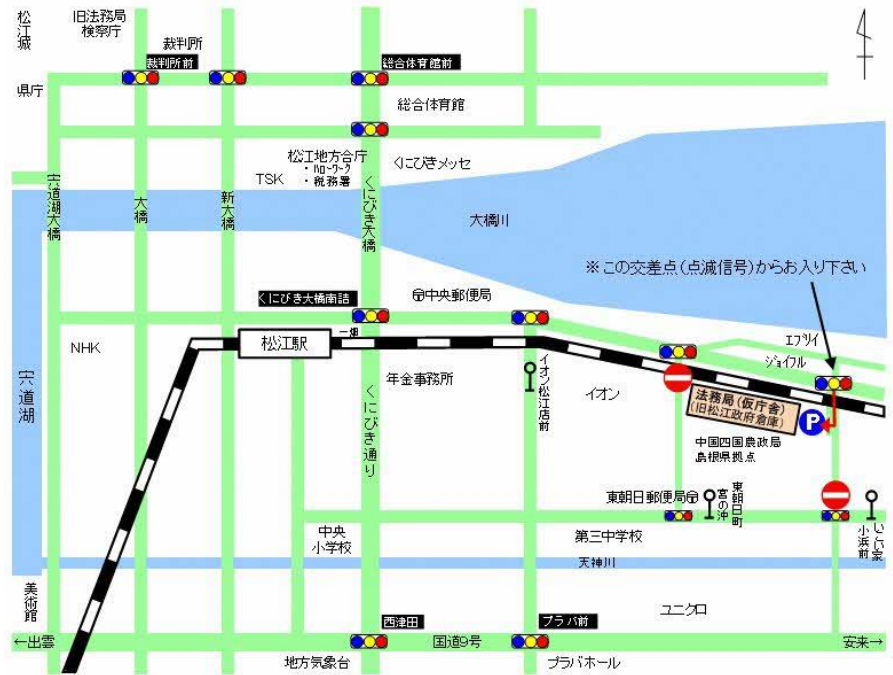 松江城
旧法務局
検察庁
裁判所
裁判所前
総合体育館前
県庁
総合体育館
松江地方合庁
・ハローワーク
・税務署
くにびきメッセ
TSK
宍道湖大橋
大橋
新大橋
くにびき大橋
大橋川
※この交差点(点滅信号)からお入り下さい
くにびき大橋南詰
〶中央郵便局
一畑
松江駅
NHK
エブリイ
ジョイフル
宍道湖
年金事務所
イオン松江店前
イオン
法務局(仮庁舎)
(旧松江政府倉庫)
P
くにびき通り
中国四国農政局
島根県拠点
東朝日郵便局〶
東朝日町
宮の沖
中央
小学校
第三中学校
小浜前
天神川
美術館
ユニクロ
西津田
プラバ前
←出雲
国道9号
安来→
地方気象台
プラバホール